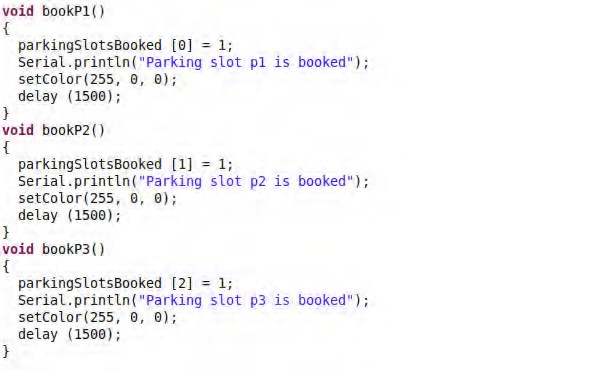 void bookP1()
{
  parkingSlotsBooked [0] = 1;
  Serial.println("Parking slot p1 is booked");
  setColor(255, 0, 0);
  delay (1500);
}
void bookP2()
{
  parkingSlotsBooked [1] = 1;
  Serial.println("Parking slot p2 is booked");
  setColor(255, 0, 0);
  delay (1500);
}
void bookP3()
{
  parkingSlotsBooked [2] = 1;
  Serial.println("Parking slot p3 is booked");
  setColor(255, 0, 0);
  delay (1500);
}